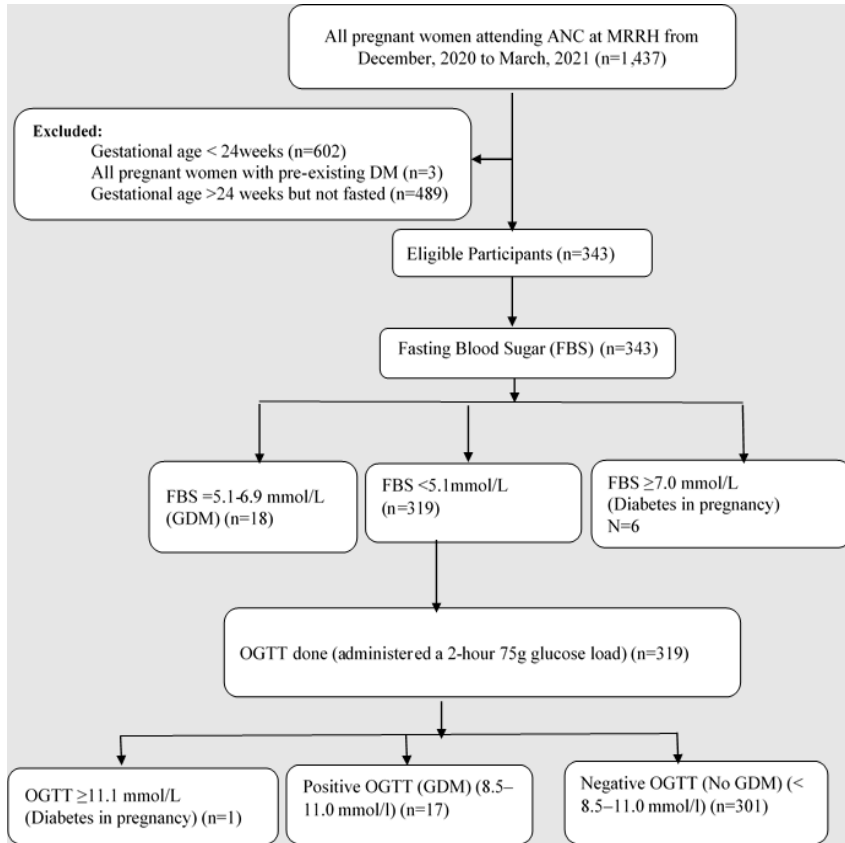 All pregnant women attending ANC at MRRH from
December, 2020 to March, 2021 (n=1,437)
Excluded:
Gestational age < 24weeks (n=602)
All pregnant women with pre-existing DM (n=3)
Gestational age >24 weeks but not fasted (n=489)
Eligible Participants (n=343)
Fasting Blood Sugar (FBS) (n=343)
FBS =5.1-6.9 mmol/L
(GDM) (n=18)
FBS <5.1mmol/L
(n=319)
FBS ≥7.0 mmol/L
(Diabetes in pregnancy)
N=6
OGTT done (administered a 2-hour 75g glucose load) (n=319)
OGTT ≥11.1 mmol/L
(Diabetes in pregnancy) (n=1)
Positive OGTT (GDM) (8.5–
11.0 mmol/l) (n=17)
Negative OGTT (No GDM) (<
8.5–11.0 mmol/l) (n=301)